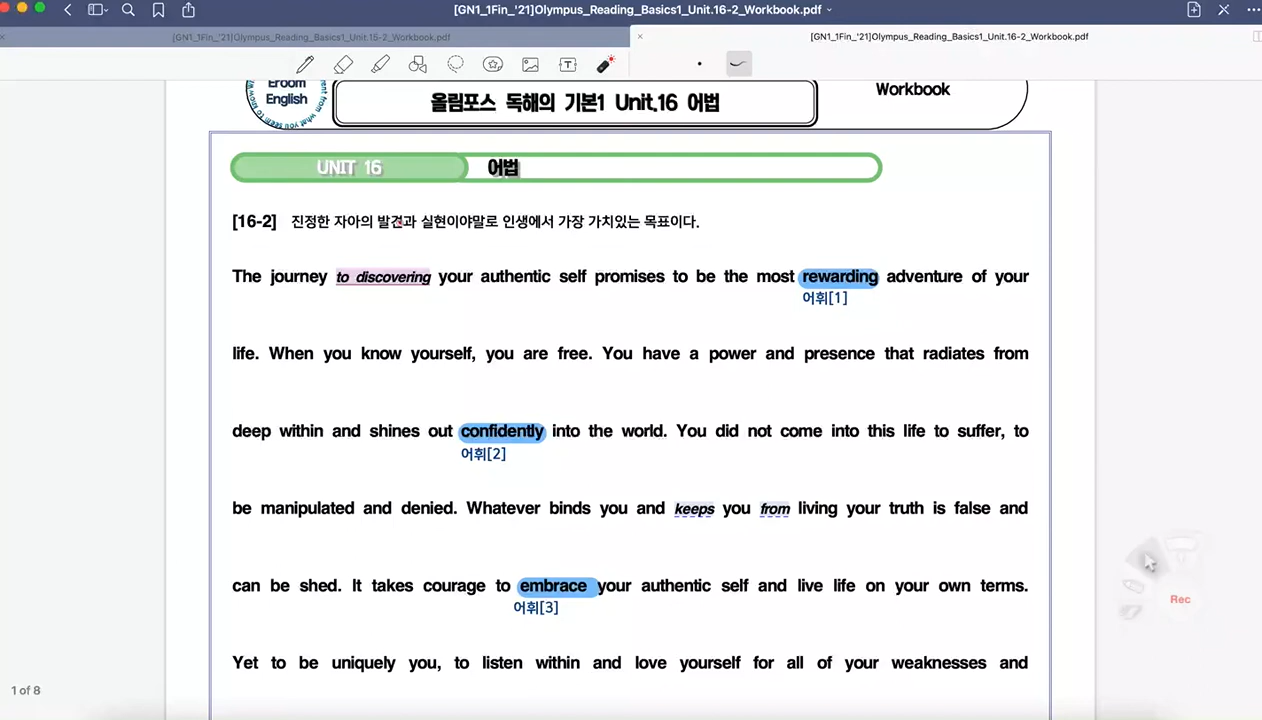 [GN1_1Fin_'21]Olympus_Reading_Basics1_Unit.16-2_Workbook.pdf
[GN1_1Fin_'21]Olympus_Reading_Basics1_Unit.15-2_Workbook.pdf
[GN1_1Fin_'21]Olympus_Reading_Basics1_Unit.16-2_Workbook.pdf
Eroom
English
올림포스 독해의 기본1 Unit.16 어법
Workbook
UNIT 16
어법
[16-2] 진정한 자아의 발견과 실현이야말로 인생에서 가장 가치있는 목표이다.
The journey to discovering your authentic self promises to be the most rewarding adventure of your
어휘[1]
life. When you know yourself, you are free. You have a power and presence that radiates from
deep within and shines out confidently into the world. You did not come into this life to suffer, to
어휘[2]
be manipulated and denied. Whatever binds you and keeps you from living your truth is false and
can be shed. It takes courage to embrace your authentic self and live life on your own terms.
어휘[3]
Yet to be uniquely you, to listen within and love yourself for all of your weaknesses and
Rec
1 of 8